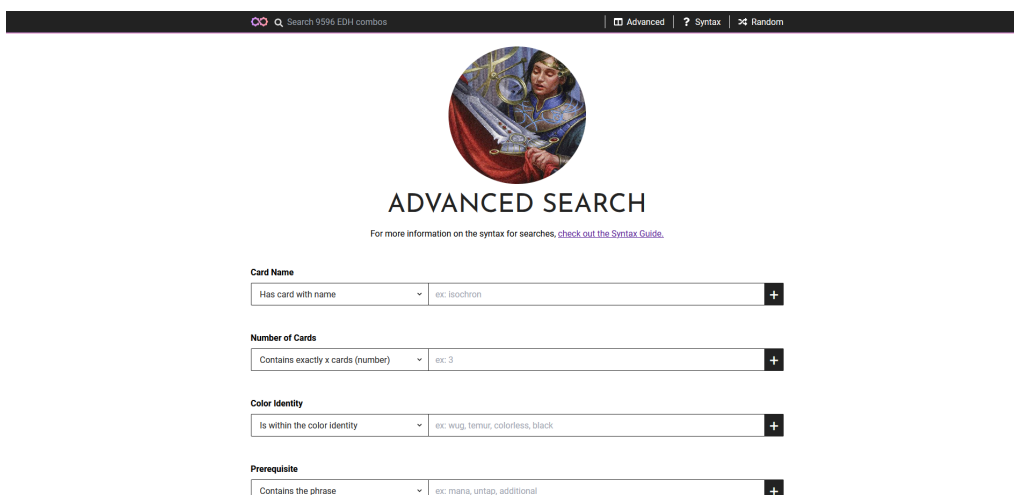 Search 9596 EDH combos
Advanced
? Syntax
Random
ADVANCED SEARCH
For more information on the syntax for searches, check out the Syntax Guide.
Card Name
Has card with name
ex: isochron
+
Number of Cards
Contains exactly x cards (number)
ex: 3
+
Color Identity
Is within the color identity
ex: wug, temur, colorless, black
+
Prerequisite
Contains the phrase
ex: mana, untap, additional
+